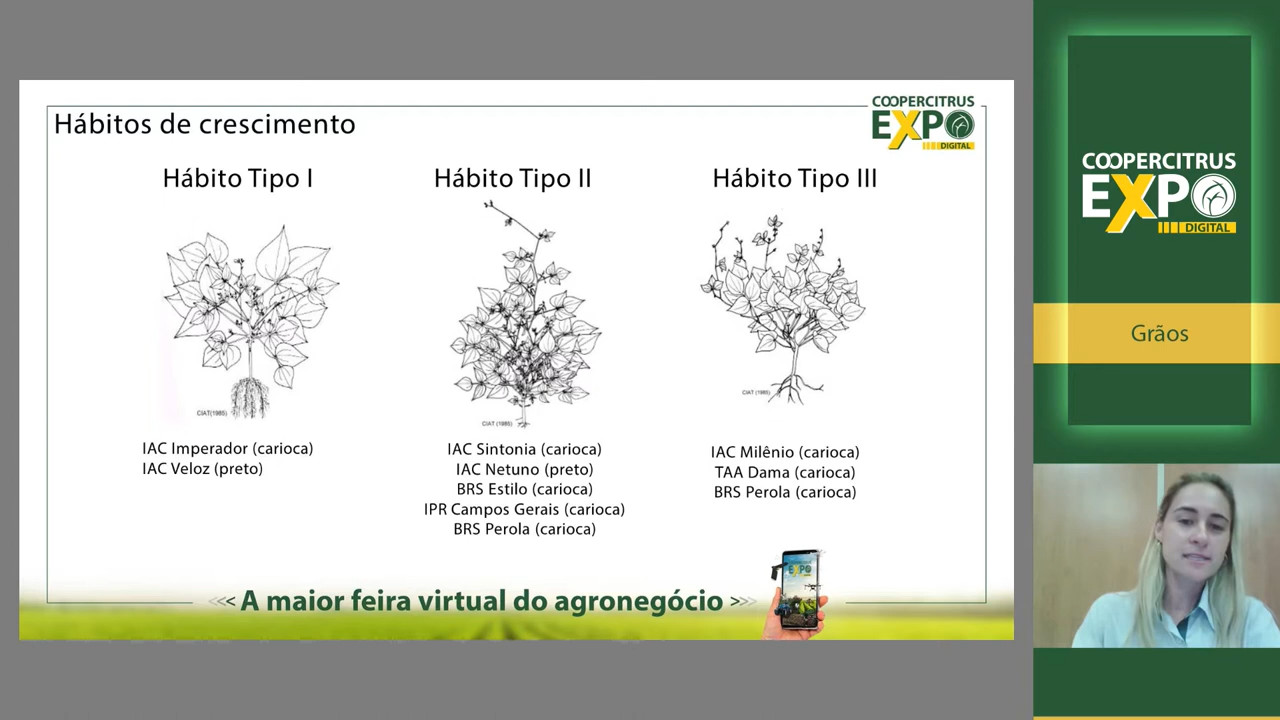 Hábitos de crescimento
COOPERCITRUS
EXPO
DIGITAL
Hábito Tipo I
Hábito Tipo II
Hábito Tipo III
CIAT(1985)
CIAT (1985)
CIAT (1985)
IAC Imperador (carioca)
IAC Veloz (preto)
IAC Sintonia (carioca)
IAC Netuno (preto)
BRS Estilo (carioca)
IPR Campos Gerais (carioca)
BRS Perola (carioca)
IAC Milênio (carioca)
TAA Dama (carioca)
BRS Perola (carioca)
<<< A maior feira virtual do agronegócio >>>
EXPO
COOPERCITRUS
EXPO
DIGITAL
Grãos